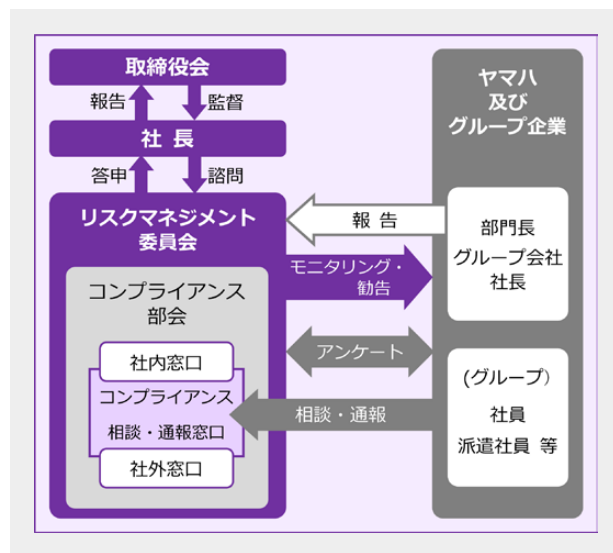 取締役会
報告
監督
社 長
答申
諮問
リスクマネジメント
委員会
コンプライアンス
部会
社内窓口
コンプライアンス
相談・通報窓口
社外窓口
報 告
モニタリング・
勧告
アンケート
相談・通報
ヤマハ
及び
グループ企業
部門長
グループ会社
社長
(グループ）
社員
派遣社員 等